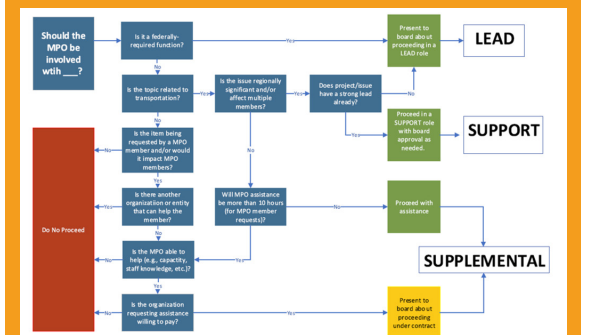 Should the
MPO be
involved
wtih ___?
Is it a federally-
required function?
Yes
Present to
board about
proceeding in a
LEAD role
LEAD
No
Is the topic related to
transportation?
Yes
Is the issue regionally
significant and/or
affect multiple
members?
Yes
Does project/issue
have a strong lead
already?
No
Yes
Proceed in a
SUPPORT role
with board
approval as
needed.
SUPPORT
No
No
Do No Proceed
No
Is the item being
requested by a MPO
member and/or would
it impact MPO
members?
Yes
Yes
Is there another
organization or entity
that can help the
member?
Will MPO assistance
be more than 10 hours
(for MPO member
requests)?
No
Proceed with
assistance
No
Yes
No
Is the MPO able to
help (e.g., capactity,
staff knowledge, etc.)?
SUPPLEMENTAL
Yes
No
Is the organization
requesting assistance
willing to pay?
Yes
Present to
board about
proceeding
under contract